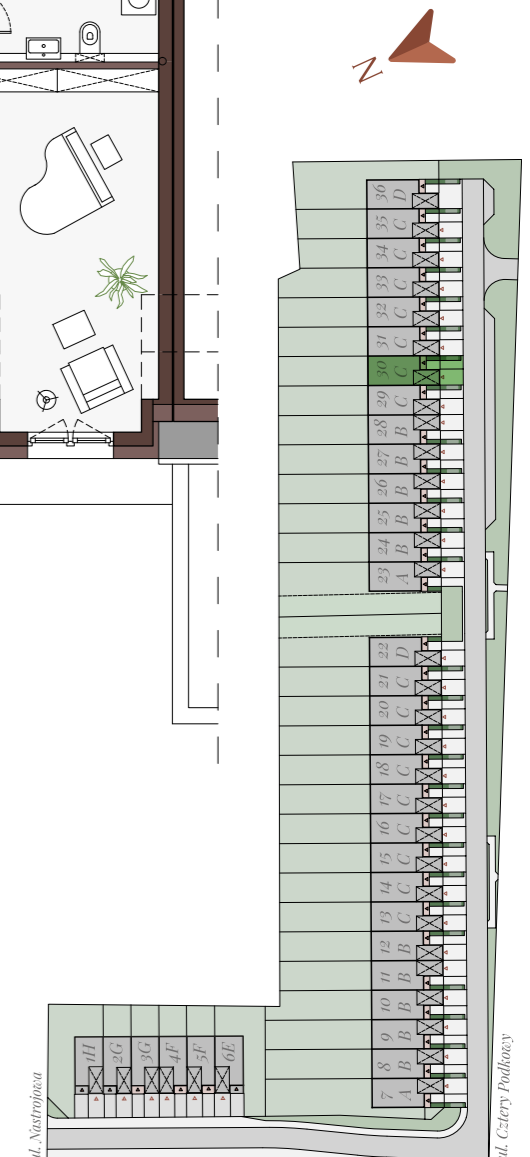 N
36 D
35 C
34 C
33 C
32 C
31 C
30 C
29 C
28 B
27 B
26 B
25 B
24 B
23 A
22 D
21 C
20 C
19 C
18 C
17 C
16 C
15 C
14 C
13 C
12 B
11 B
10 B
9 B
8 B
7 A
1H
2G
3G
4F
5F
6E
ul. Nastrojowa
ul. Cztery Podkowy